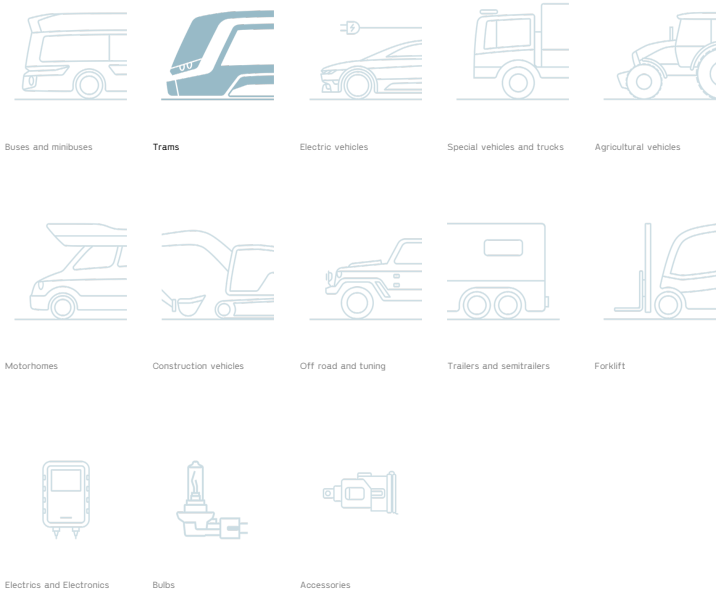 Buses and minibuses
Trams
Electric vehicles
Special vehicles and trucks
Agricultural vehicles
Motorhomes
Construction vehicles
Off road and tuning
Trailers and semitrailers
Forklift
Electrics and Electronics
Bulbs
Accessories